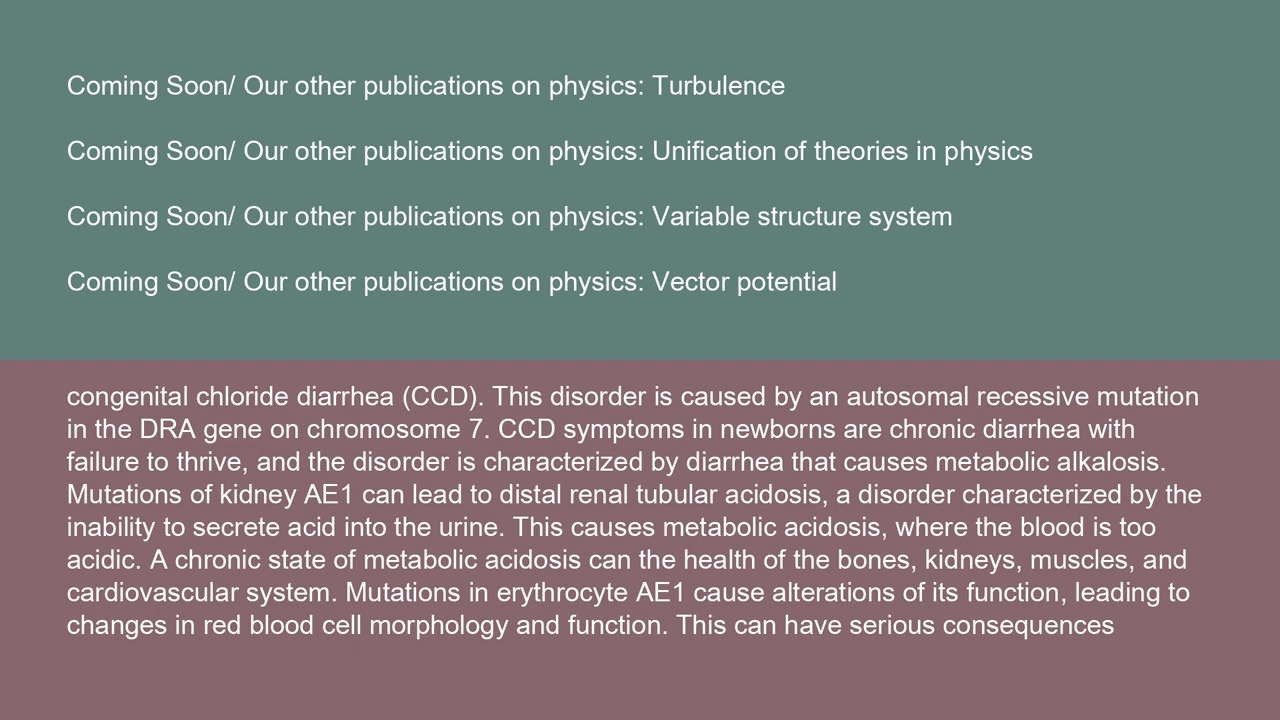 Coming Soon/ Our other publications on physics: Turbulence
Coming Soon/ Our other publications on physics: Unification of theories in physics
Coming Soon/ Our other publications on physics: Variable structure system
Coming Soon/ Our other publications on physics: Vector potential
congenital chloride diarrhea (CCD). This disorder is caused by an autosomal recessive mutation
in the DRA gene on chromosome 7. CCD symptoms in newborns are chronic diarrhea with
failure to thrive, and the disorder is characterized by diarrhea that causes metabolic alkalosis.
Mutations of kidney AE1 can lead to distal renal tubular acidosis, a disorder characterized by the
inability to secrete acid into the urine. This causes metabolic acidosis, where the blood is too
acidic. A chronic state of metabolic acidosis can the health of the bones, kidneys, muscles, and
cardiovascular system. Mutations in erythrocyte AE1 cause alterations of its function, leading to
changes in red blood cell morphology and function. This can have serious consequences